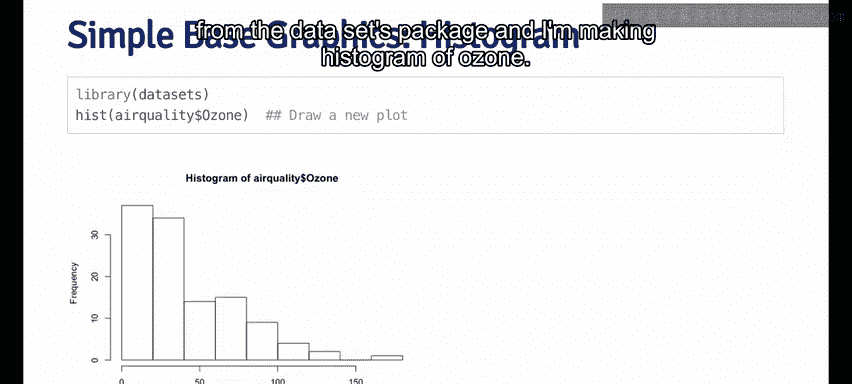 from the data set's package and I'm making
histogram of ozone.
Simple Base Graphics: Histogram
library(datasets)
hist(airquality$Ozone)  ## Draw a new plot
Histogram of airquality$Ozone
Frequency
30
20
10
0
0 50 100 150